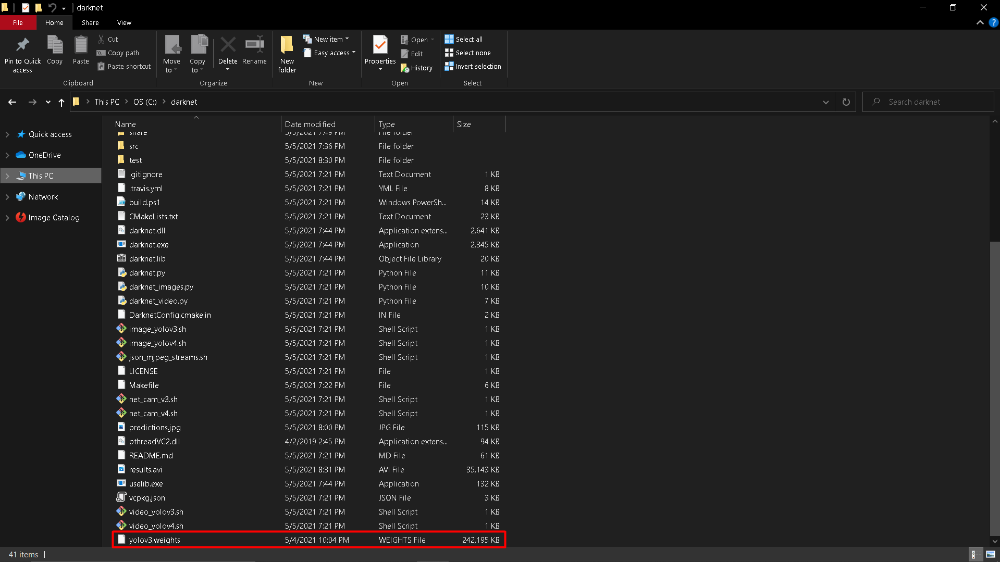 darknet
File Home Share View
Pin to Quick access
Copy
Paste
Cut
Copy path
Paste shortcut
Clipboard
Move to
Copy to
Delete
Rename
Organize
New folder
New item
Easy access
New
Properties
Open
Edit
History
Open
Select all
Select none
Invert selection
Select
This PC > OS (C:) > darknet
Search darknet
Quick access
OneDrive
This PC
Network
Image Catalog
Name Date modified Type Size
share 5/5/2021 7:49 PM File folder
src 5/5/2021 7:36 PM File folder
test 5/5/2021 8:30 PM File folder
.gitignore 5/5/2021 7:21 PM Text Document 1 KB
.travis.yml 5/5/2021 7:21 PM YML File 8 KB
build.ps1 5/5/2021 7:21 PM Windows PowerSh... 14 KB
CMakeLists.txt 5/5/2021 7:21 PM Text Document 23 KB
darknet.dll 5/5/2021 7:44 PM Application extens... 2,641 KB
darknet.exe 5/5/2021 7:44 PM Application 2,345 KB
darknet.lib 5/5/2021 7:44 PM Object File Library 20 KB
darknet.py 5/5/2021 7:21 PM Python File 11 KB
darknet_images.py 5/5/2021 7:21 PM Python File 10 KB
darknet_video.py 5/5/2021 7:21 PM Python File 7 KB
DarknetConfig.cmake.in 5/5/2021 7:21 PM IN File 2 KB
image_yolov3.sh 5/5/2021 7:21 PM Shell Script 1 KB
image_yolov4.sh 5/5/2021 7:21 PM Shell Script 1 KB
json_mjpeg_streams.sh 5/5/2021 7:21 PM Shell Script 1 KB
LICENSE 5/5/2021 7:21 PM File 1 KB
Makefile 5/5/2021 7:22 PM File 6 KB
net_cam_v3.sh 5/5/2021 7:21 PM Shell Script 1 KB
net_cam_v4.sh 5/5/2021 7:21 PM Shell Script 1 KB
predictions.jpg 5/5/2021 8:00 PM JPG File 115 KB
pthreadVC2.dll 4/2/2019 2:45 PM Application extens... 94 KB
README.md 5/5/2021 7:21 PM MD File 61 KB
results.avi 5/5/2021 8:31 PM AVI File 35,143 KB
uselib.exe 5/5/2021 7:44 PM Application 132 KB
vcpkg.json 5/5/2021 7:21 PM JSON File 3 KB
video_yolov3.sh 5/5/2021 7:21 PM Shell Script 1 KB
video_yolov4.sh 5/5/2021 7:21 PM Shell Script 1 KB
yolov3.weights 5/4/2021 10:04 PM WEIGHTS File 242,195 KB
41 items